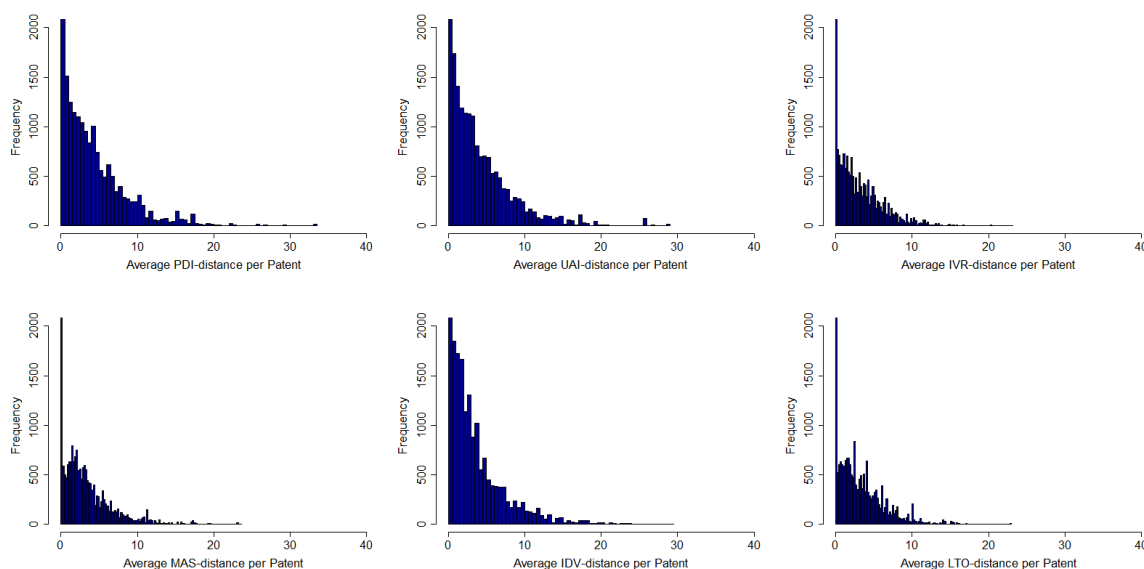 Frequency
2000
1500
1000
500
0
0 10 20 30 40
Average PDI-distance per Patent
Frequency
2000
1500
1000
500
0
0 10 20 30 40
Average UAI-distance per Patent
Frequency
2000
1500
1000
500
0
0 10 20 30 40
Average IVR-distance per Patent
Frequency
2000
1500
1000
500
0
0 10 20 30 40
Average MAS-distance per Patent
Frequency
2000
1500
1000
500
0
0 10 20 30 40
Average IDV-distance per Patent
Frequency
2000
1500
1000
500
0
0 10 20 30 40
Average LTO-distance per Patent